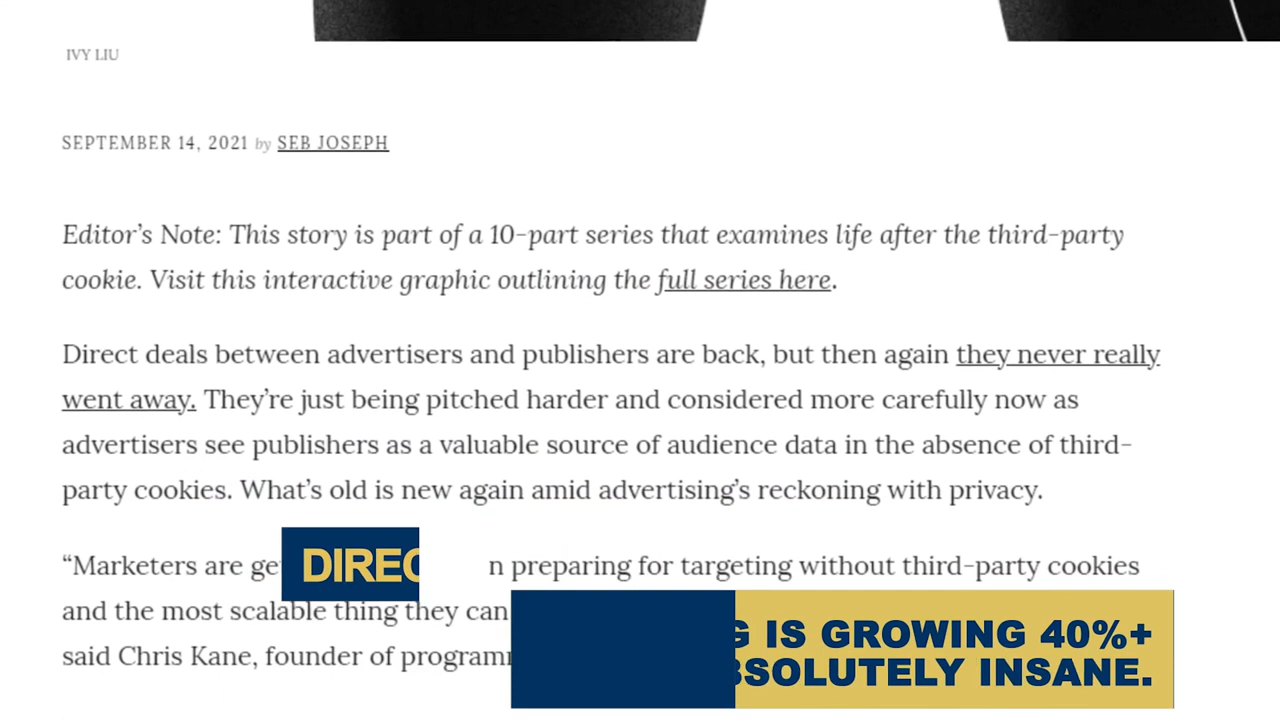 IVY LIU
SEPTEMBER 14, 2021 by SEB JOSEPH
Editor's Note: This story is part of a 10-part series that examines life after the third-party
cookie. Visit this interactive graphic outlining the full series here.
Direct deals between advertisers and publishers are back, but then again they never really
went away. They're just being pitched harder and considered more carefully now as
advertisers see publishers as a valuable source of audience data in the absence of third-
party cookies. What's old is new again amid advertising's reckoning with privacy.
“Marketers are preparing for targeting without third-party cookies
and the most scalable thing they can
said Chris Kane, founder of
IS GROWING 40%+
INSANE.